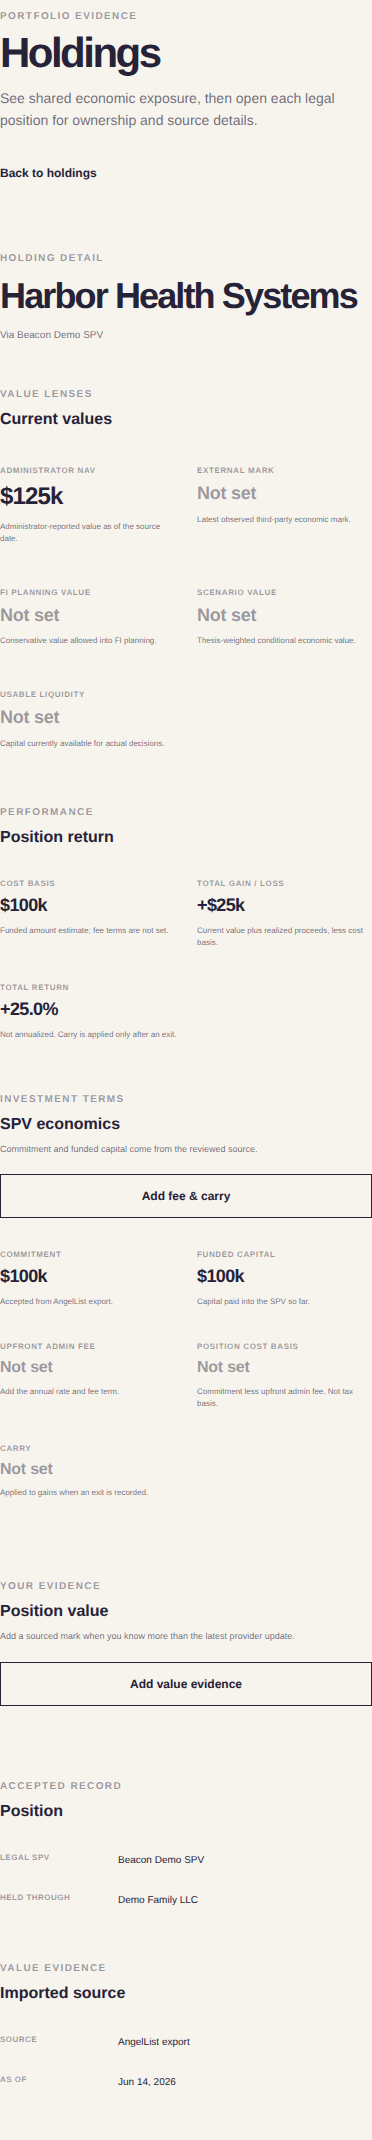 PORTFOLIO EVIDENCE
Holdings
See shared economic exposure, then open each legal
position for ownership and source details.
Back to holdings
HOLDING DETAIL
Harbor Health Systems
Via Beacon Demo SPV
VALUE LENSES
Current values
ADMINISTRATOR NAV
$125k
Administrator-reported value as of the source
date.
EXTERNAL MARK
Not set
Latest observed third-party economic mark.
FI PLANNING VALUE
Not set
Conservative value allowed into FI planning.
SCENARIO VALUE
Not set
Thesis-weighted conditional economic value.
USABLE LIQUIDITY
Not set
Capital currently available for actual decisions.
PERFORMANCE
Position return
COST BASIS
$100k
Funded amount estimate; fee terms are not set.
TOTAL GAIN / LOSS
+$25k
Current value plus realized proceeds, less cost
basis.
TOTAL RETURN
+25.0%
Not annualized. Carry is applied only after an exit.
INVESTMENT TERMS
SPV economics
Commitment and funded capital come from the reviewed source.
Add fee & carry
COMMITMENT
$100k
Accepted from AngelList export.
FUNDED CAPITAL
$100k
Capital paid into the SPV so far.
UPFRONT ADMIN FEE
Not set
Add the annual rate and fee term.
POSITION COST BASIS
Not set
Commitment less upfront admin fee. Not tax
basis.
CARRY
Not set
Applied to gains when an exit is recorded.
YOUR EVIDENCE
Position value
Add a sourced mark when you know more than the latest provider update.
Add value evidence
ACCEPTED RECORD
Position
LEGAL SPV
Beacon Demo SPV
HELD THROUGH
Demo Family LLC
VALUE EVIDENCE
Imported source
SOURCE
AngelList export
AS OF
Jun 14, 2026